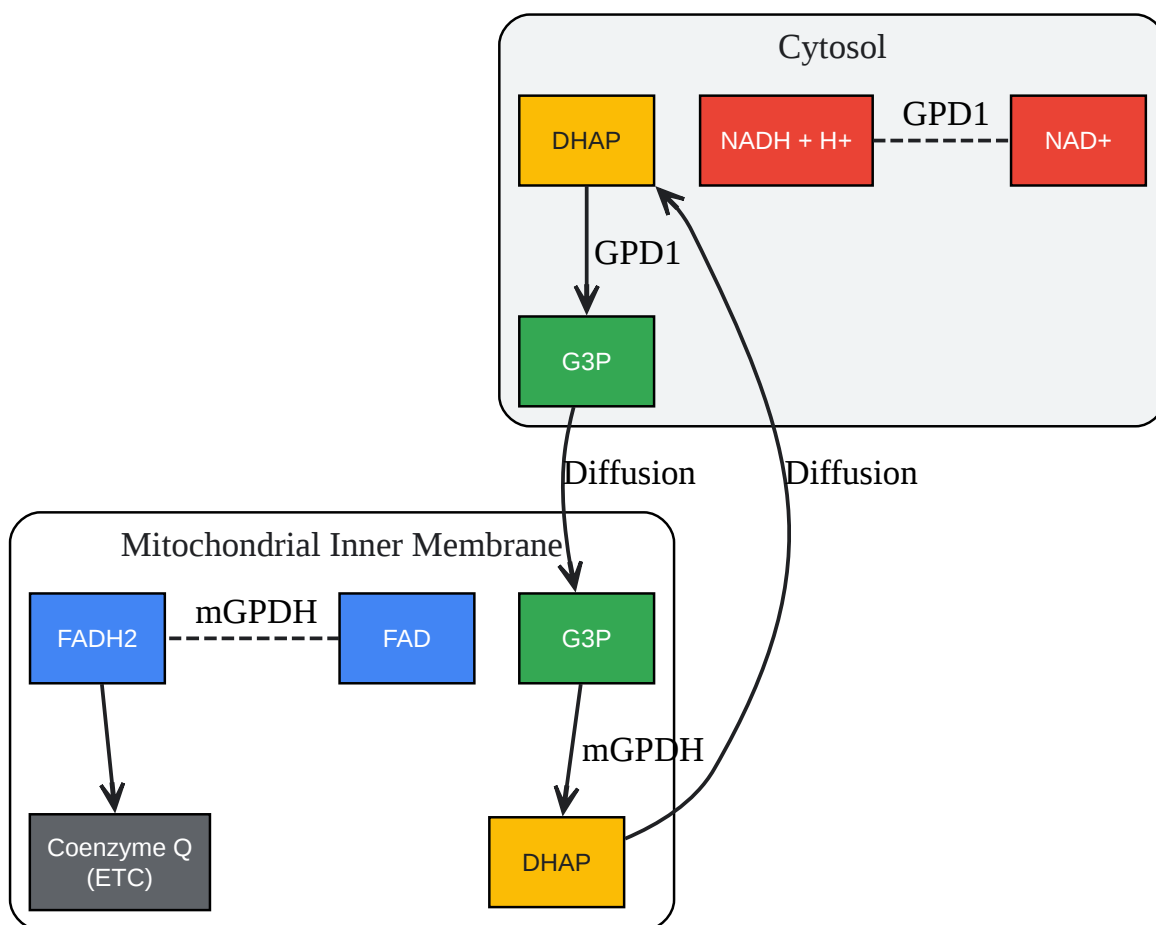 Cytosol
DHAP
NADH + H+
GPD1
NAD+
GPD1
G3P
Diffusion
Diffusion
Mitochondrial Inner Membrane
FADH2
mGPDH
FAD
G3P
mGPDH
Coenzyme Q
(ETC)
DHAP